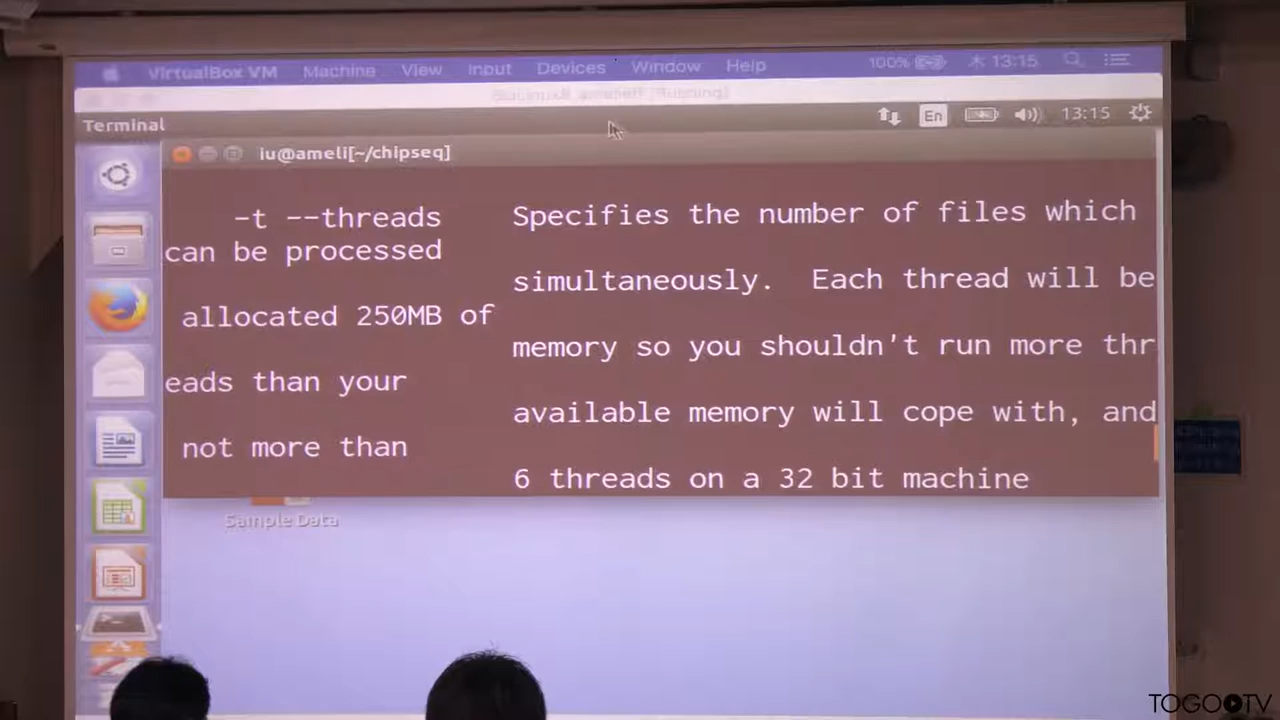 VirtualBox VM Machine View Input Devices Window Help 100% 木 13:15
Terminal En 13:15
iu@ameli[~/chipseq]
-t --threads Specifies the number of files which
can be processed
simultaneously. Each thread will be
allocated 250MB of
memory so you shouldn't run more thr
eads than your
available memory will cope with, and
not more than
6 threads on a 32 bit machine
Sample Data
TOGOTV